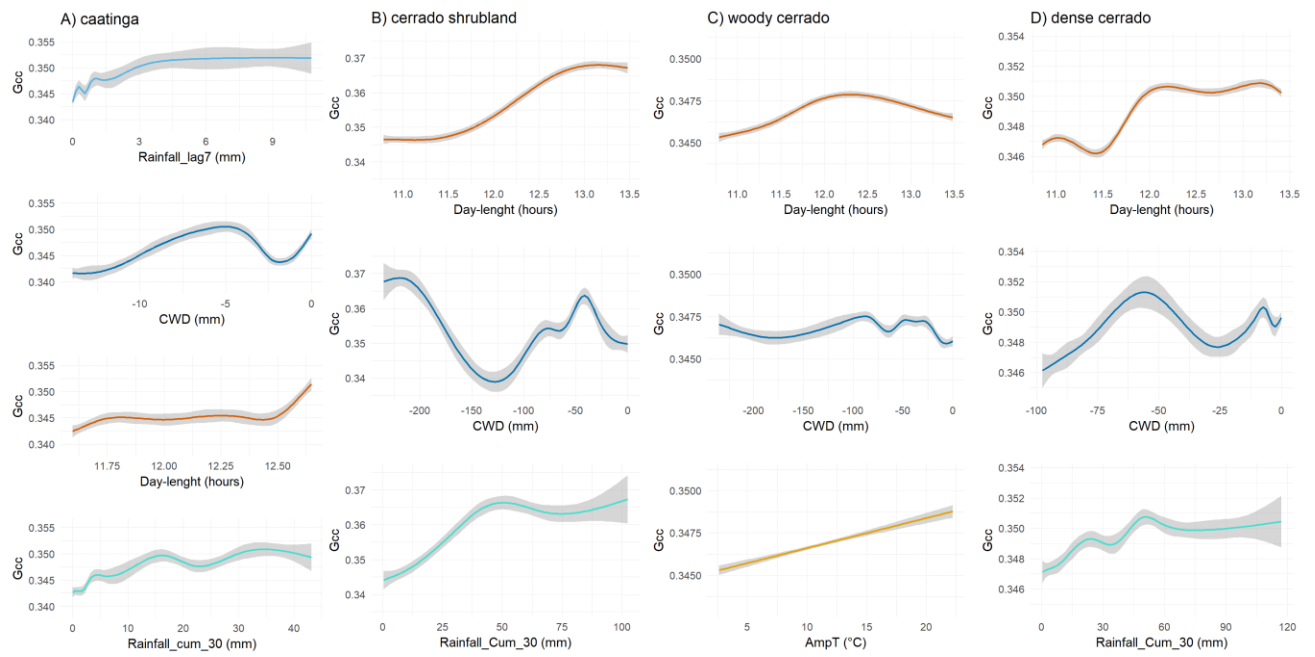 A) caatinga
0.355
0.350
0.345
0.340
Gcc
0 3 6 9
Rainfall_lag7 (mm)
0.355
0.350
0.345
0.340
Gcc
-10 -5 0
CWD (mm)
0.355
0.350
0.345
0.340
Gcc
11.75 12.00 12.25 12.50
Day-lenght (hours)
0.355
0.350
0.345
0.340
Gcc
0 10 20 30 40
Rainfall_cum_30 (mm)
B) cerrado shrubland
0.37
0.36
0.35
0.34
Gcc
11.0 11.5 12.0 12.5 13.0 13.5
Day-lenght (hours)
0.37
0.36
0.35
0.34
Gcc
-200 -150 -100 -50 0
CWD (mm)
0.37
0.36
0.35
0.34
Gcc
0 25 50 75 100
Rainfall_Cum_30 (mm)
C) woody cerrado
0.3500
0.3475
0.3450
Gcc
11.0 11.5 12.0 12.5 13.0 13.5
Day-lenght (hours)
0.3500
0.3475
0.3450
Gcc
-200 -150 -100 -50 0
CWD (mm)
0.3500
0.3475
0.3450
Gcc
5 10 15 20
AmpT (°C)
D) dense cerrado
0.354
0.352
0.350
0.348
0.346
Gcc
11.0 11.5 12.0 12.5 13.0 13.5
Day-lenght (hours)
0.354
0.352
0.350
0.348
0.346
Gcc
-100 -75 -50 -25 0
CWD (mm)
0.354
0.352
0.350
0.348
0.346
Gcc
0 30 60 90 120
Rainfall_Cum_30 (mm)